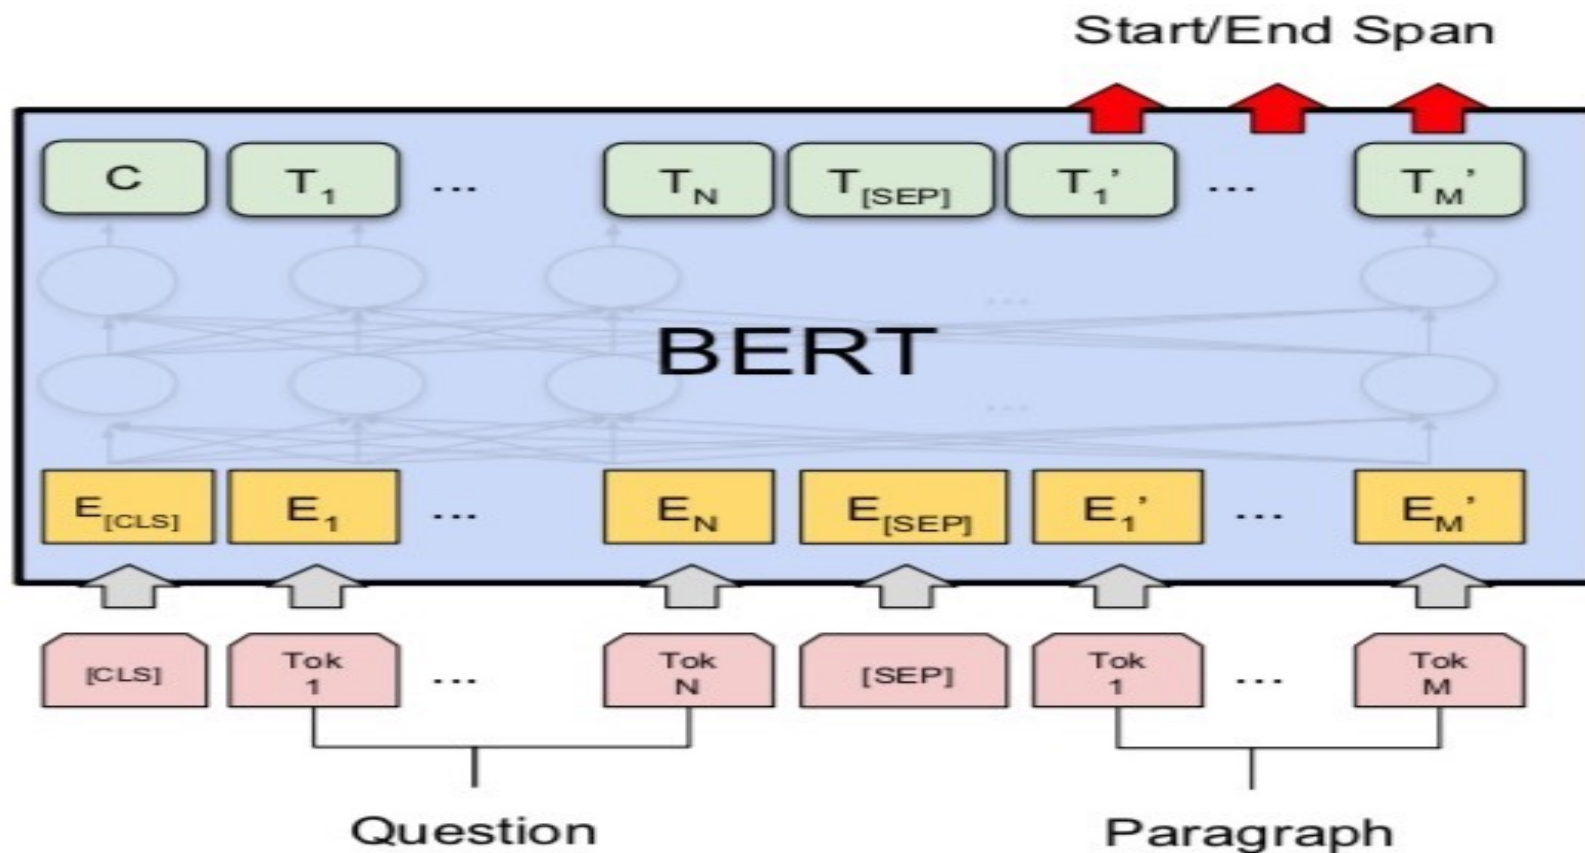 Start/End Span
C T1 ... TN T[SEP] T1' ... TM'
...
BERT
...
E[CLS] E1 ... EN E[SEP] E1' ... EM'
[CLS] Tok 1 ... Tok N [SEP] Tok 1 ... Tok M
Question Paragraph